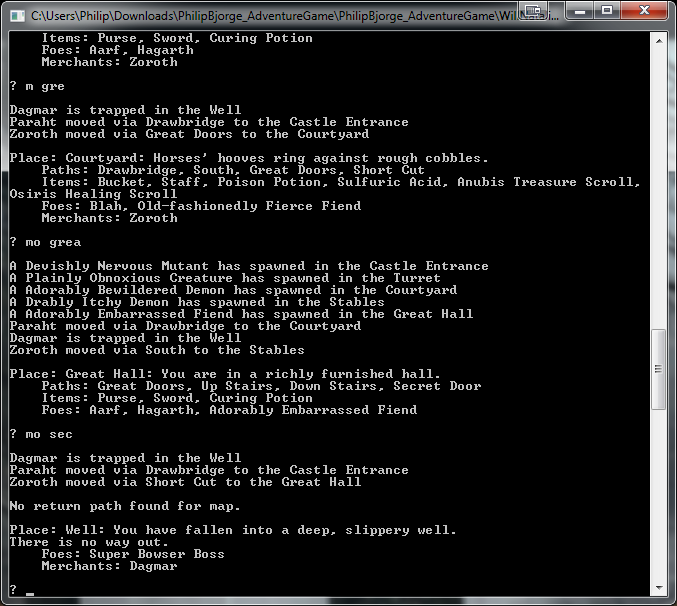 C:\Users\Philip\Downloads\PhilipBjorge_AdventureGame\PhilipBjorge_AdventureGame\
Items: Purse, Sword, Curing Potion
Foes: Aarf, Hagarth
Merchants: Zoroth
? m gre
Dagmar is trapped in the Well
Paraht moved via Drawbridge to the Castle Entrance
Zoroth moved via Great Doors to the Courtyard
Place: Courtyard: Horses' hooves ring against rough cobbles.
Paths: Drawbridge, South, Great Doors, Short Cut
Items: Bucket, Staff, Poison Potion, Sulfuric Acid, Anubis Treasure Scroll,
Osiris Healing Scroll
Foes: Blah, Old-fashionedly Fierce Fiend
Merchants: Zoroth
? mo grea
A Devishly Nervous Mutant has spawned in the Castle Entrance
A Plainly Obnoxious Creature has spawned in the Turret
A Adorably Bewildered Demon has spawned in the Courtyard
A Drably Itchy Demon has spawned in the Stables
A Adorably Embarrassed Fiend has spawned in the Great Hall
Paraht moved via Drawbridge to the Courtyard
Dagmar is trapped in the Well
Zoroth moved via South to the Stables
Place: Great Hall: You are in a richly furnished hall.
Paths: Great Doors, Up Stairs, Down Stairs, Secret Door
Items: Purse, Sword, Curing Potion
Foes: Aarf, Hagarth, Adorably Embarrassed Fiend
? mo sec
Dagmar is trapped in the Well
Paraht moved via Drawbridge to the Castle Entrance
Zoroth moved via Short Cut to the Great Hall
No return path found for map.
Place: Well: You have fallen into a deep, slippery well.
There is no way out.
Foes: Super Bowser Boss
Merchants: Dagmar
? _